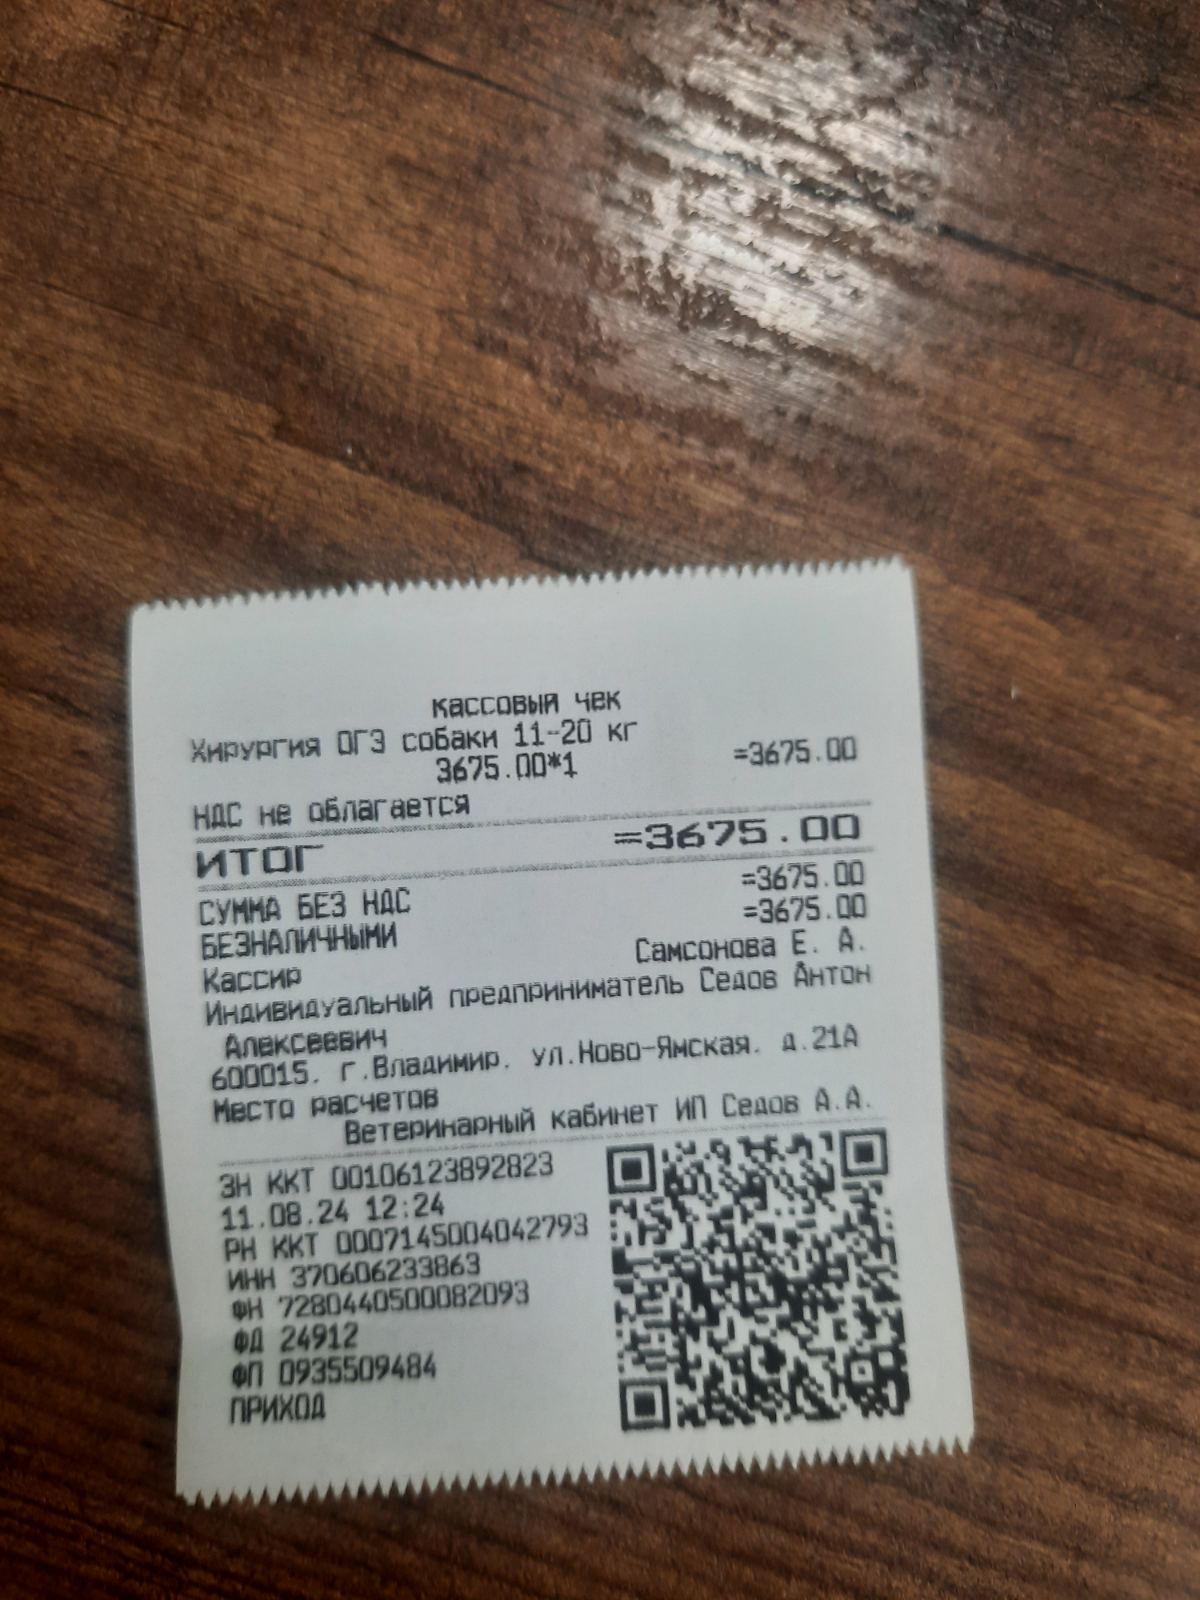 кассовый чек
Хирургия ОГЭ собаки 11-20 кг
3675.00*1 =3675.00
НДС не облагается
ИТОГ =3675.00
СУММА БЕЗ НДС =3675.00
БЕЗНАЛИЧНЫМИ =3675.00
Кассир Самсонова Е. А.
Индивидуальный предприниматель Седов Антон
Алексеевич
600015. г.Владимир. ул.Ново-Ямская. д.21А
Место расчетов
Ветеринарный кабинет ИП Седов А.А.
ЗН ККТ 00106123892823
11.08.24 12:24
РН ККТ 0007145004042793
ИНН 370606233863
ФН 7280440500082093
ФД 24912
ФП 0935509484
ПРИХОД